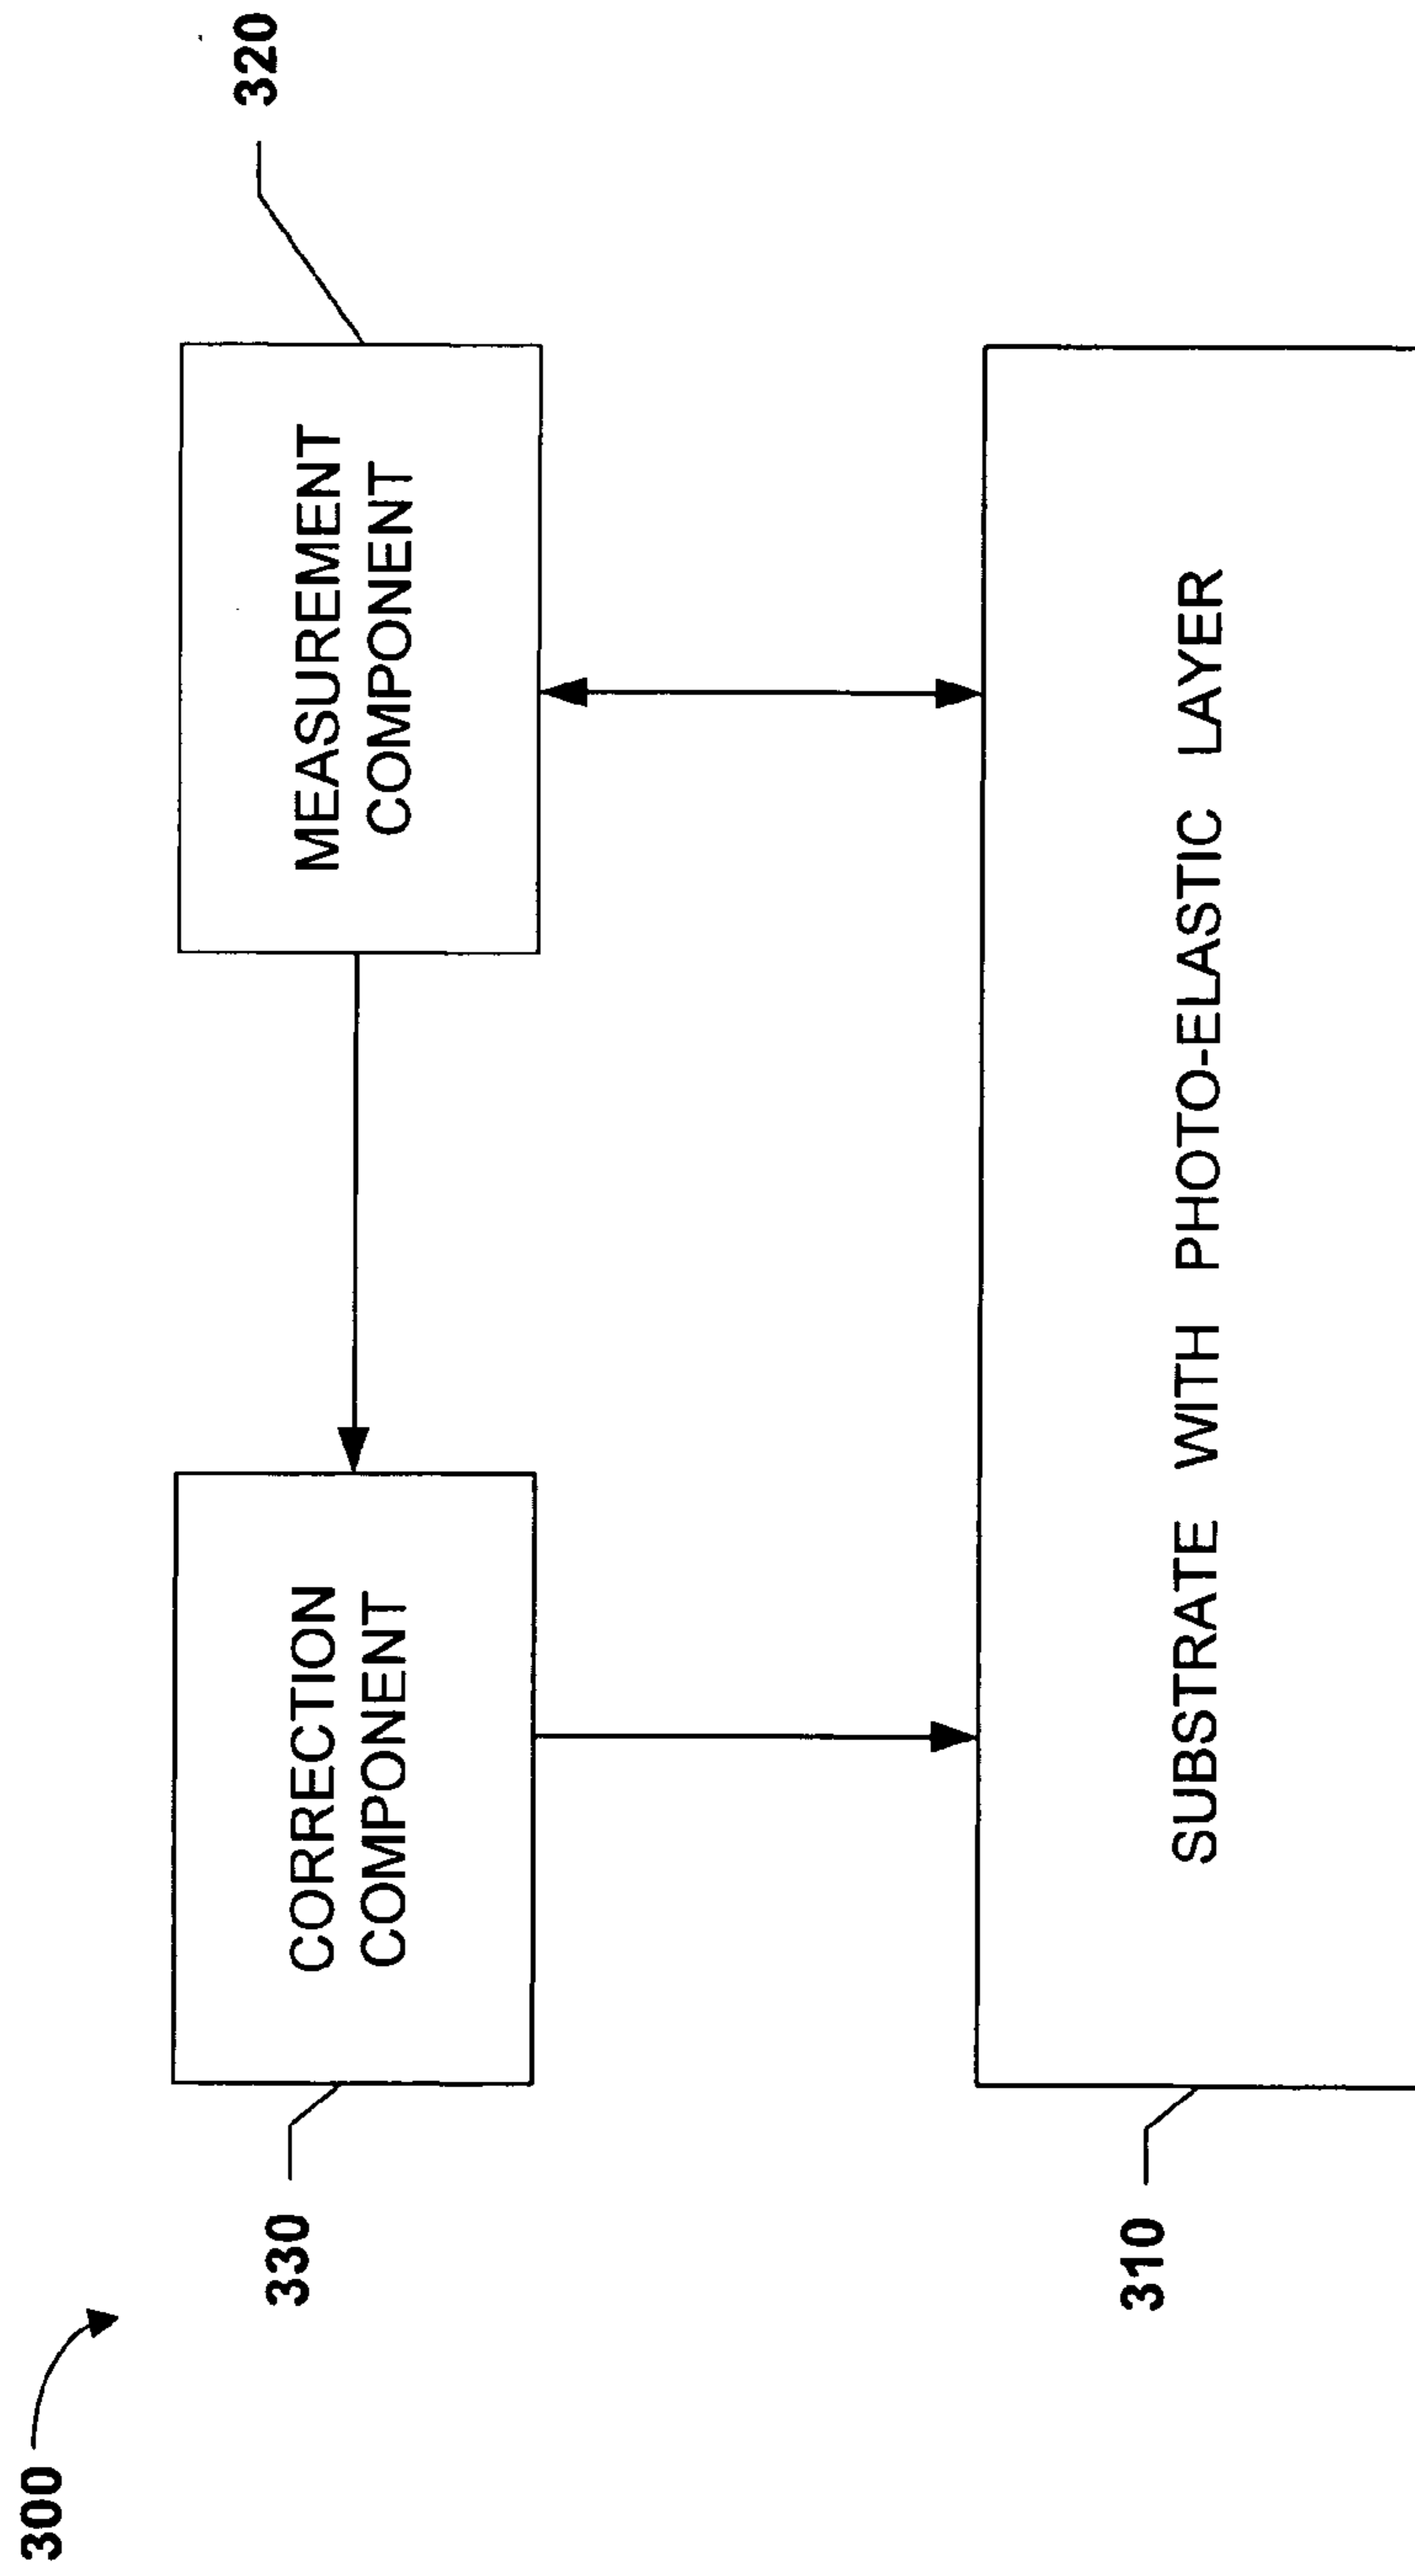 300
330
320
CORRECTION
COMPONENT
MEASUREMENT
COMPONENT
310
SUBSTRATE WITH PHOTO-ELASTIC LAYER